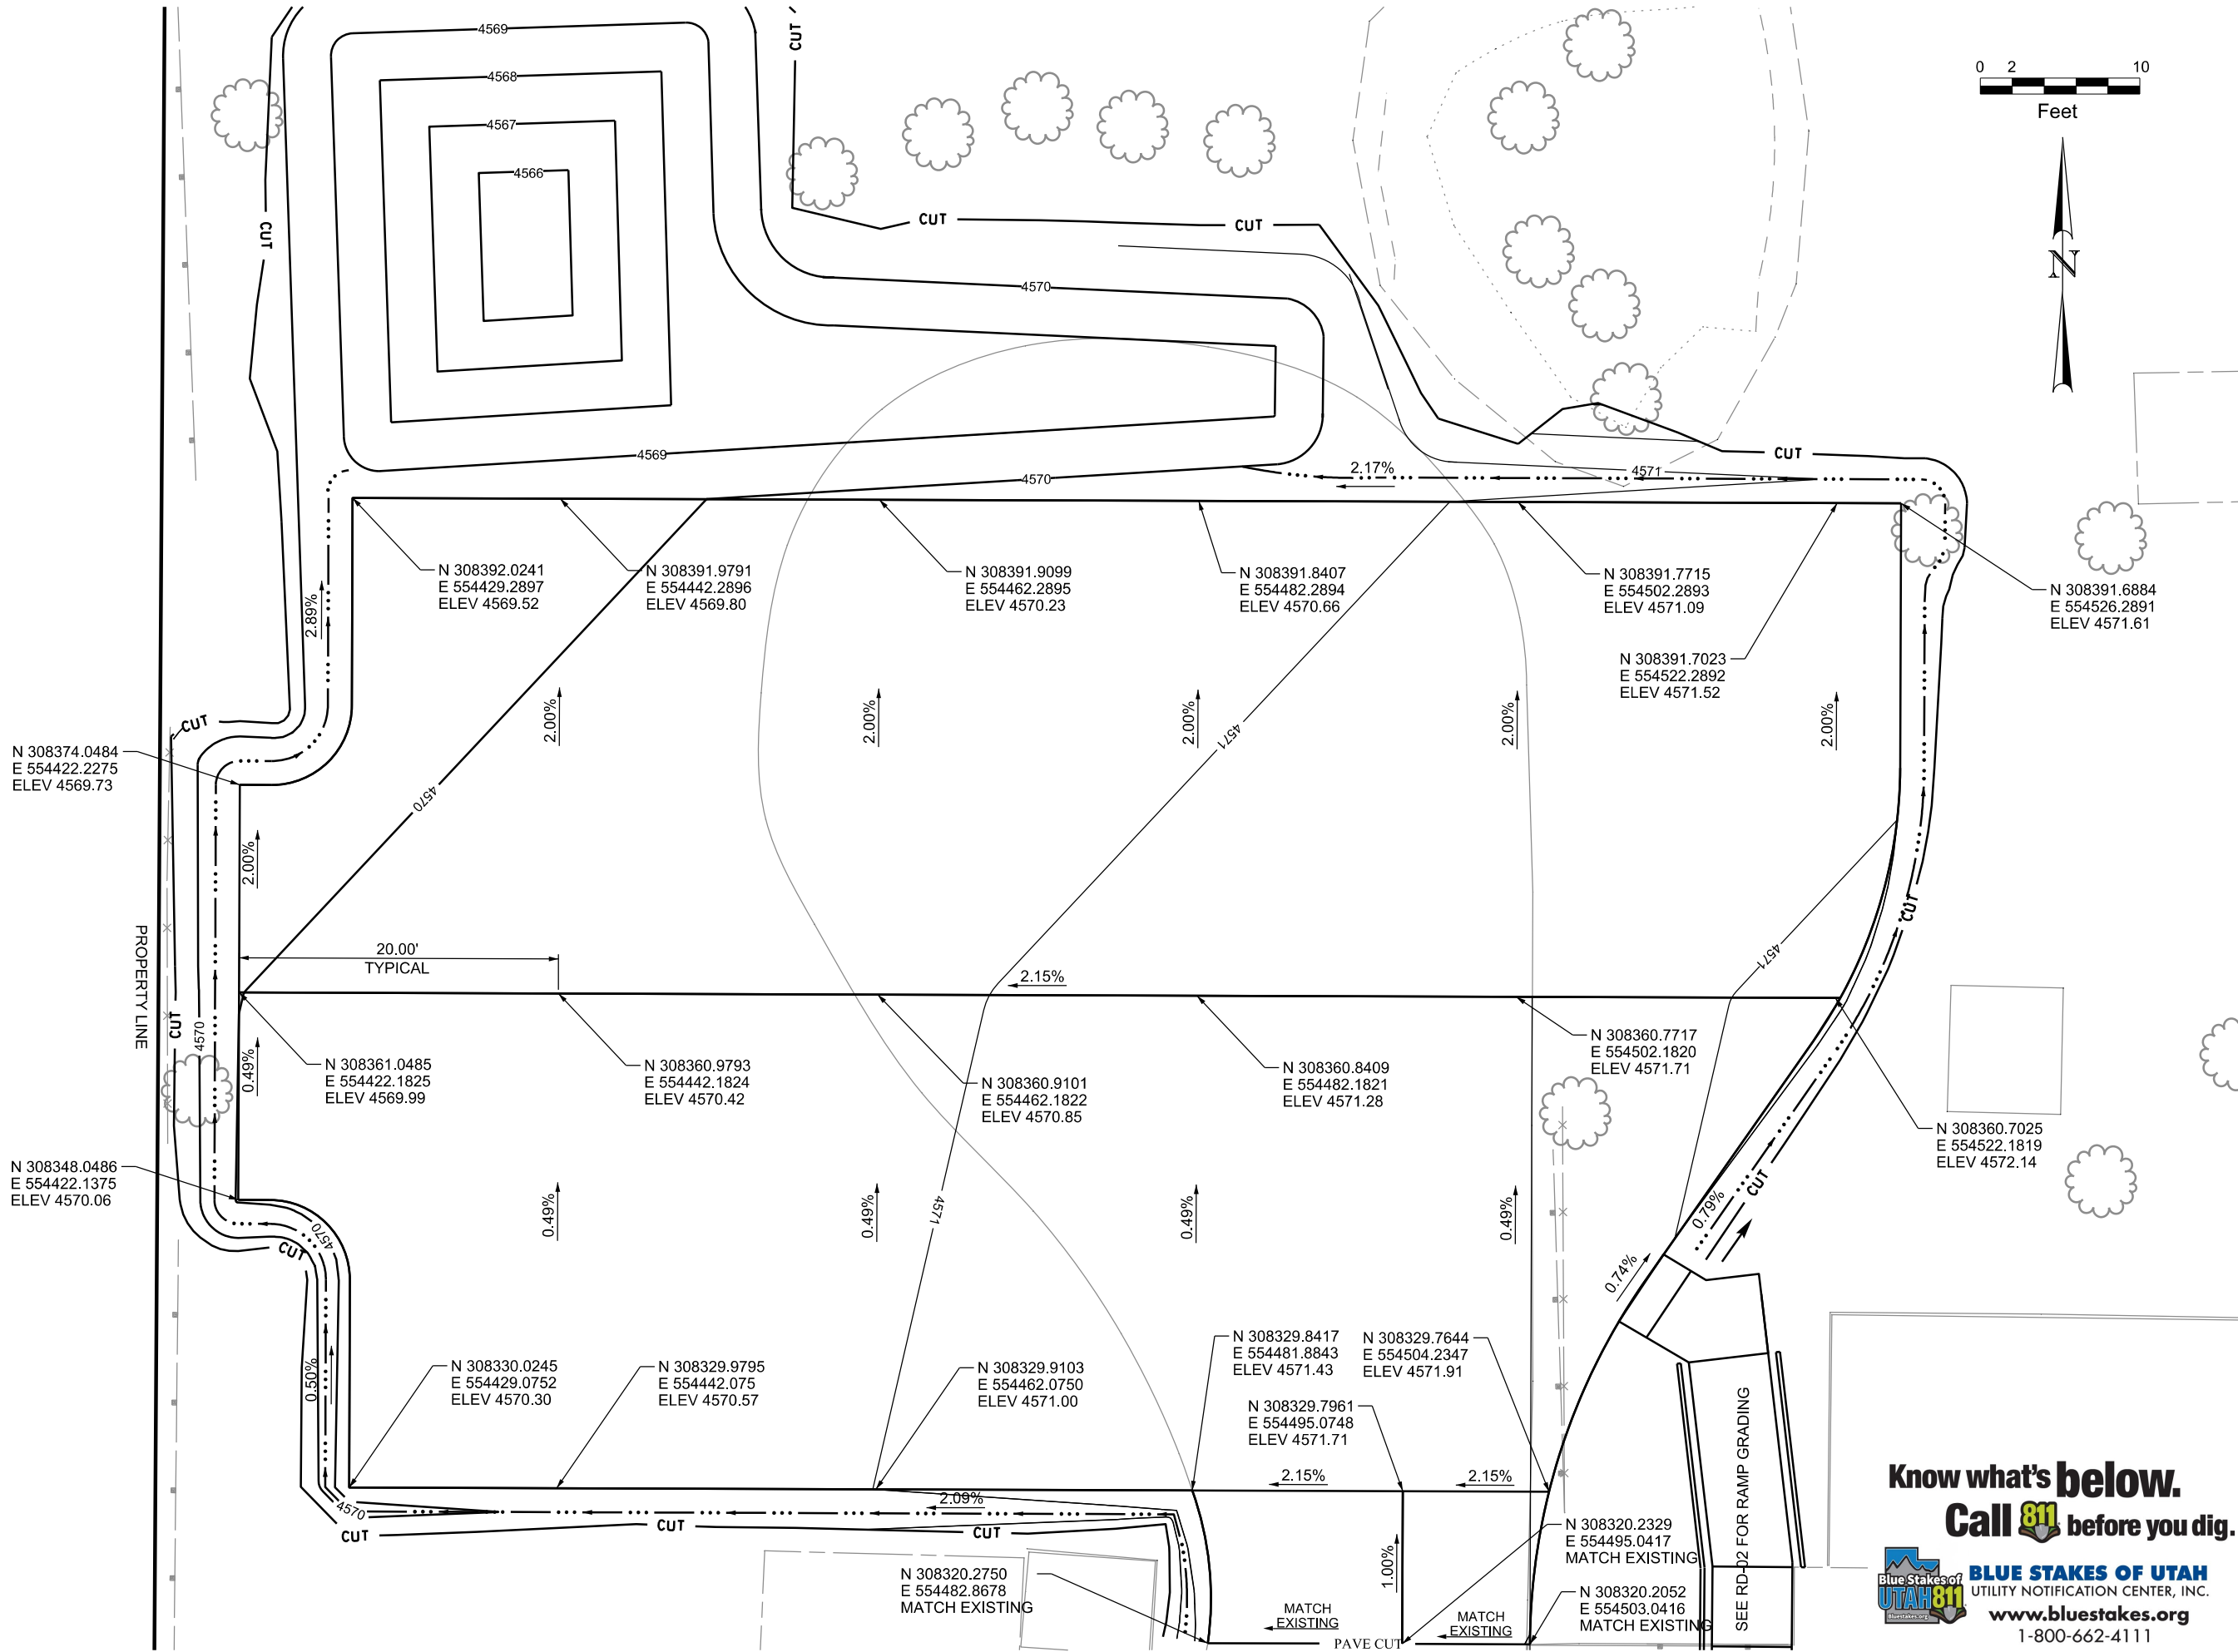 4569
4568
4567
4566
CUT
CUT
CUT
CUT
0 2 10
Feet
N
4570
4569
4570
2.17%
4571
CUT
N 308392.0241
E 554429.2897
ELEV 4569.52
N 308391.9791
E 554442.2896
ELEV 4569.80
N 308391.9099
E 554462.2895
ELEV 4570.23
N 308391.8407
E 554482.2894
ELEV 4570.66
N 308391.7715
E 554502.2893
ELEV 4571.09
N 308391.7023
E 554522.2892
ELEV 4571.52
N 308391.6884
E 554526.2891
ELEV 4571.61
2.89%
CUT
2.00%
2.00%
2.00%
2.00%
2.00%
4571
N 308374.0484
E 554422.2275
ELEV 4569.73
4570
2.00%
CUT
4571
PROPERTY LINE
20.00'
TYPICAL
2.15%
CUT
4570
0.49%
N 308361.0485
E 554422.1825
ELEV 4569.99
N 308360.9793
E 554442.1824
ELEV 4570.42
N 308360.9101
E 554462.1822
ELEV 4570.85
N 308360.8409
E 554482.1821
ELEV 4571.28
N 308360.7717
E 554502.1820
ELEV 4571.71
N 308360.7025
E 554522.1819
ELEV 4572.14
N 308348.0486
E 554422.1375
ELEV 4570.06
4570
CUT
0.49%
0.49%
4571
0.49%
0.49%
0.79%
CUT
0.74%
0.50%
N 308330.0245
E 554429.0752
ELEV 4570.30
N 308329.9795
E 554442.075
ELEV 4570.57
N 308329.9103
E 554462.0750
ELEV 4571.00
N 308329.8417
E 554481.8843
ELEV 4571.43
N 308329.7644
E 554504.2347
ELEV 4571.91
N 308329.7961
E 554495.0748
ELEV 4571.71
4570
CUT
CUT
2.09%
CUT
2.15%
2.15%
1.00%
N 308320.2750
E 554482.8678
MATCH EXISTING
N 308320.2329
E 554495.0417
MATCH EXISTING
N 308320.2052
E 554503.0416
MATCH EXISTING
MATCH
EXISTING
MATCH
EXISTING
PAVE CUT
SEE RD-02 FOR RAMP GRADING
Know what's below.
Call 811 before you dig.
Blue Stakes of
UTAH 811
Bluestakes.org
BLUE STAKES OF UTAH
UTILITY NOTIFICATION CENTER, INC.
www.bluestakes.org
1-800-662-4111